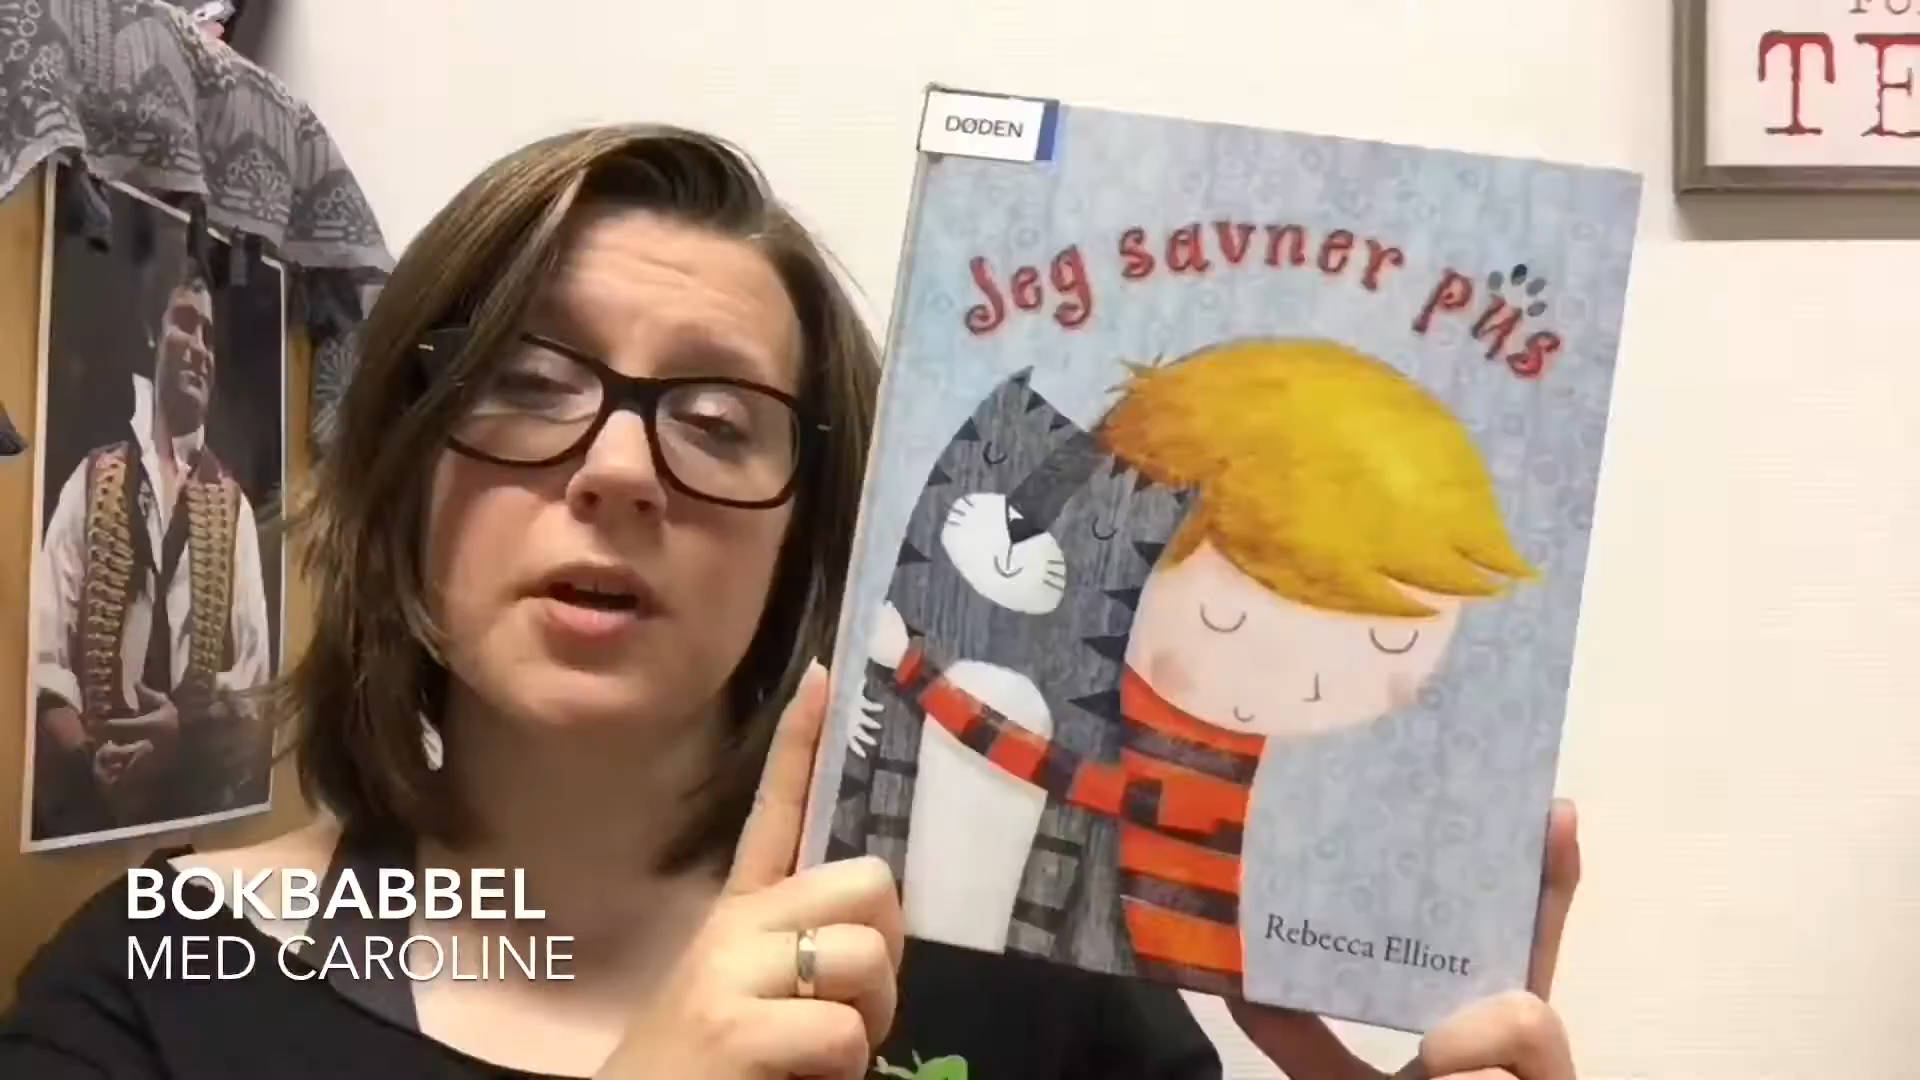 DØDEN
Jeg savner pus
Rebecca Elliott
BOKBABBEL
MED CAROLINE